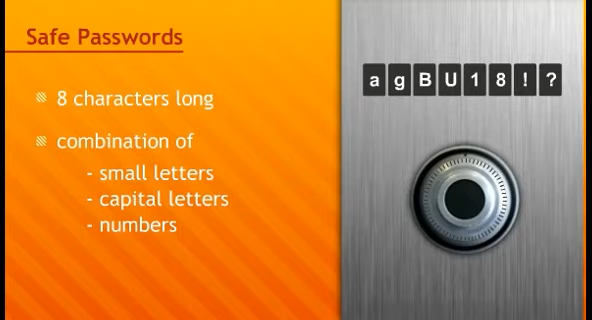 Safe Passwords
8 characters long
combination of
- small letters
- capital letters
- numbers
agBU18!?